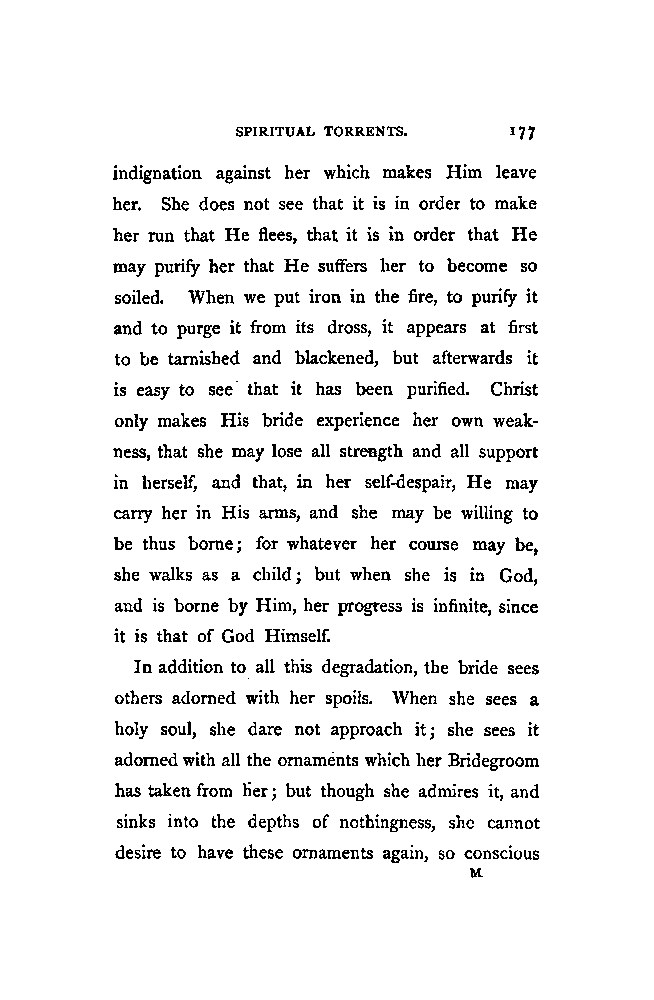 SPIRITUAL TORRENTS. 177
indignation against her which makes Him leave
her. She does not see that it is in order to make
her run that He flees, that it is in order that He
may purify her that He suffers her to become so
soiled. When we put iron in the fire, to purify it
and to purge it from its dross, it appears at first
to be tarnished and blackened, but afterwards it
is easy to see that it has been purified. Christ
only makes His bride experience her own weak-
ness, that she may lose all strength and all support
in herself, and that, in her self-despair, He may
carry her in His arms, and she may be willing to
be thus borne; for whatever her course may be,
she walks as a child; but when she is in God,
and is borne by Him, her progress is infinite, since
it is that of God Himself.
In addition to all this degradation, the bride sees
others adorned with her spoils. When she sees a
holy soul, she dare not approach it; she sees it
adorned with all the ornaments which her Bridegroom
has taken from her; but though she admires it, and
sinks into the depths of nothingness, she cannot
desire to have these ornaments again, so conscious
M